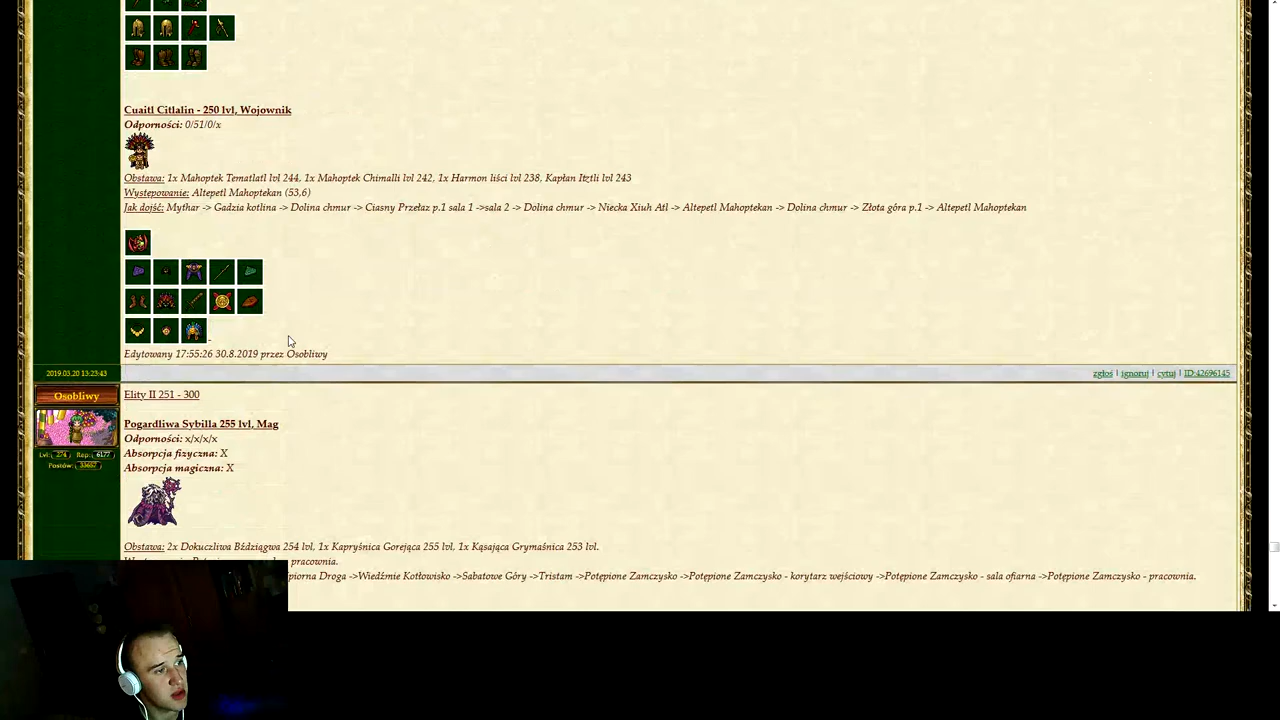 Cuaitl Citlalin - 250 lvl, Wojownik
Odporności: 0/51/0/x
Obstawa: 1x Mahoptek Tematlatl lvl 244, 1x Mahoptek Chimalli lvl 242, 1x Harmon liści lvl 238, Kapłan Itztli lvl 243
Występowanie: Altepetl Mahoptekan (53,6)
Jak dojść: Mythar -> Gadzia kotlina -> Dolina chmur -> Ciasny Przełaz p.1 sala 1 ->sala 2 -> Dolina chmur -> Niecka Xiuh Atl -> Altepetl Mahoptekan -> Dolina chmur -> Złota góra p.1 -> Altepetl Mahoptekan
Edytowany 17:55:26 30.8.2019 przez Osobliwy
2019.03.20 13:23:43
zgłoś | ignoruj | cytuj | ID:42696145
Osobliwy
Lvl: 274 Rep: 6177
Postów: 33657
Elity II 251 - 300
Pogardliwa Sybilla 255 lvl, Mag
Odporności: x/x/x/x
Absorpcja fizyczna: X
Absorpcja magiczna: X
Obstawa: 2x Dokuczliwa Bździągwa 254 lvl, 1x Kapryśnica Gorejąca 255 lvl, 1x Kąsająca Grymaśnica 253 lvl.
pracownia.
piorna Droga ->Wiedźmie Kotłowisko ->Sabatowe Góry ->Tristam ->Potępione Zamczysko ->Potępione Zamczysko - korytarz wejściowy ->Potępione Zamczysko - sala ofiarna ->Potępione Zamczysko - pracownia.